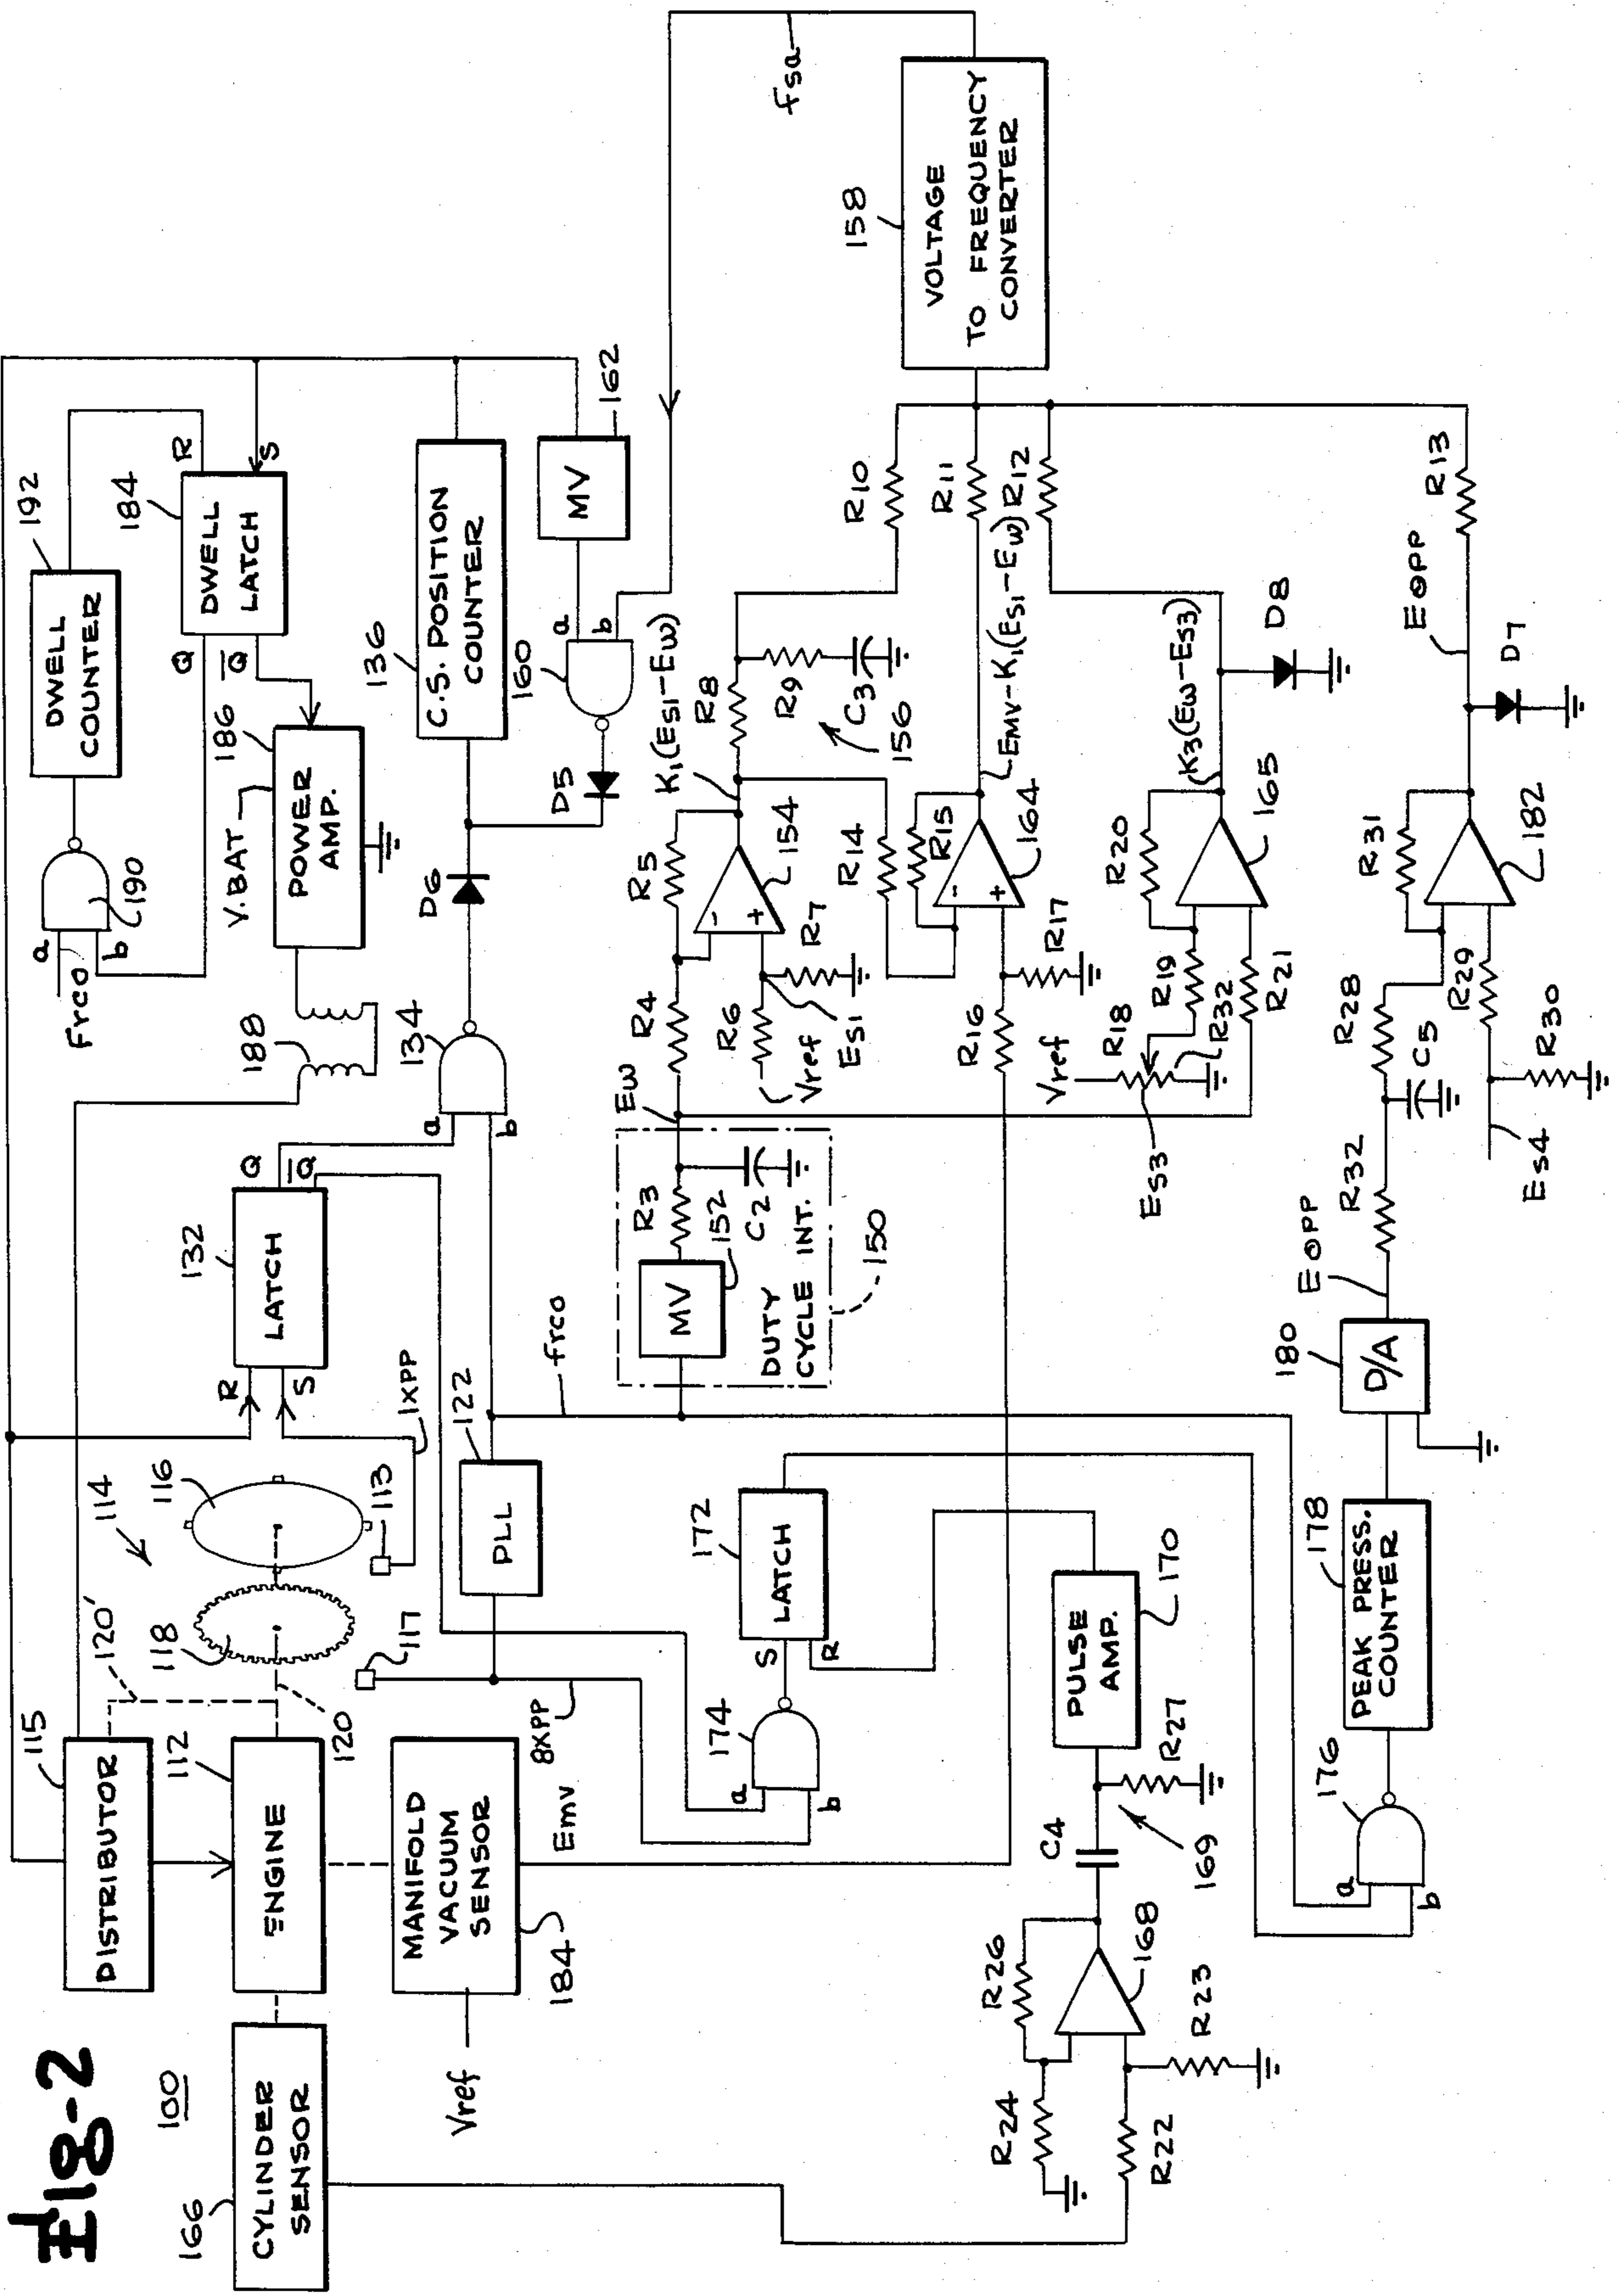 Fig-2
100
166
CYLINDER
SENSOR
115
DISTRIBUTOR
112
ENGINE
MANIFOLD
VACUUM
SENSOR
184
Vref
Emv
120'
120
114
118
116
117
113
1XPP
8XPP
R
S
132
LATCH
Q
Q
122
PLL
frco
a
b
134
D6
188
V.BAT
186
POWER
AMP.
Frco
a
b
190
192
DWELL
COUNTER
184
DWELL
LATCH
R
S
Q
Q
136
C.S. POSITION
COUNTER
160
a
b
D5
MV
162
fsa
158
VOLTAGE
TO FREQUENCY
CONVERTER
MV
152
R3
C2
DUTY
CYCLE INT.
150
Ew
R4
R5
R6
Vref
Es1
R7
-
+
154
K1(Es1-Ew)
R8
R9
C3
156
R10
R11
R12
R13
R14
R15
-
+
164
EMV-K1(Es1-Ew)
R16
R17
Vref
R18
R19
R32
Es3
R20
R21
165
K3(Ew-Es3)
D8
174
a
b
172
LATCH
S
R
PULSE
AMP.
170
R27
169
C4
R26
168
R24
R22
R23
176
a
b
178
PEAK PRESS.
COUNTER
180
D/A
EΘPP
R32
C5
R28
R29
R30
Es4
R31
182
EΘPP
D7